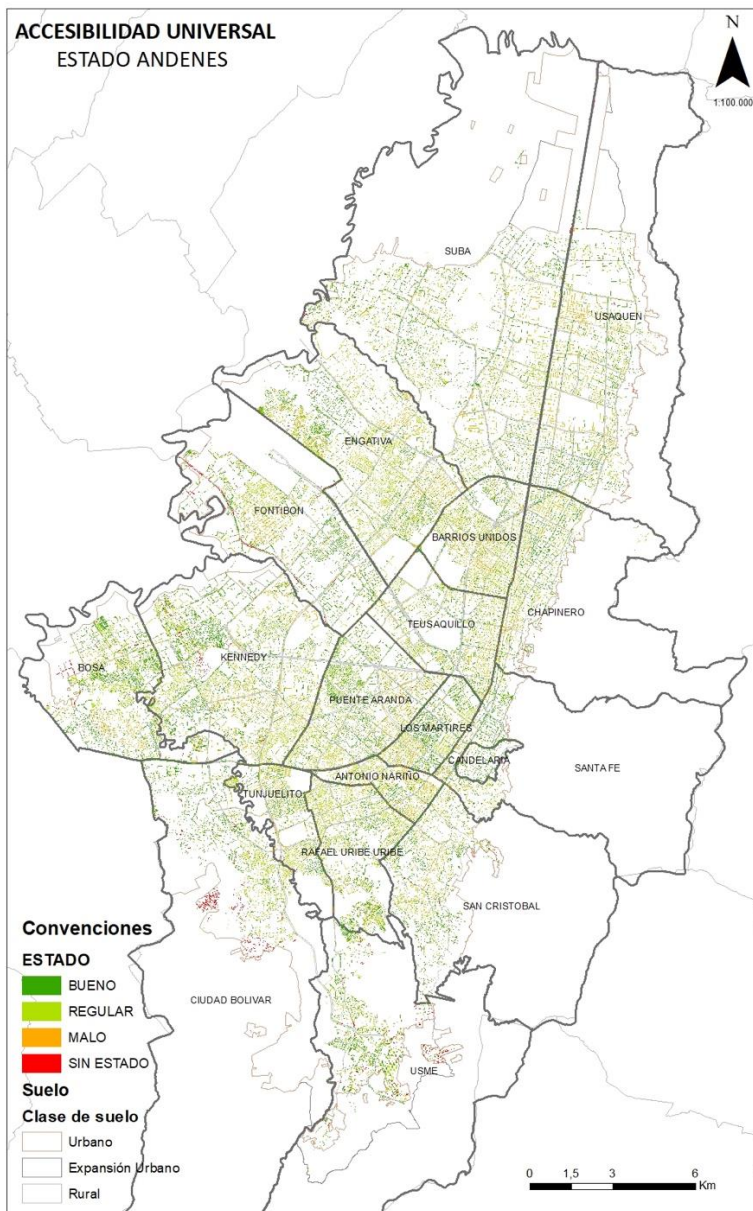 ACCESIBILIDAD UNIVERSAL
ESTADO ANDENES
N
1:100.000
SUBA
USAQUEN
ENGATIVA
FONTIBON
BARRIOS UNIDOS
CHAPINERO
TEUSAQUILLO
KENNEDY
BOSA
PUENTE ARANDA
LOS MARTIRES
CANDELARIA
SANTA FE
ANTONIO NARIÑO
TUNJUELITO
RAFAEL URIBE URIBE
SAN CRISTOBAL
CIUDAD BOLIVAR
USME
Convenciones
ESTADO
BUENO
REGULAR
MALO
SIN ESTADO
Suelo
Clase de suelo
Urbano
Expansión Urbano
Rural
0 1,5 3 6
Km